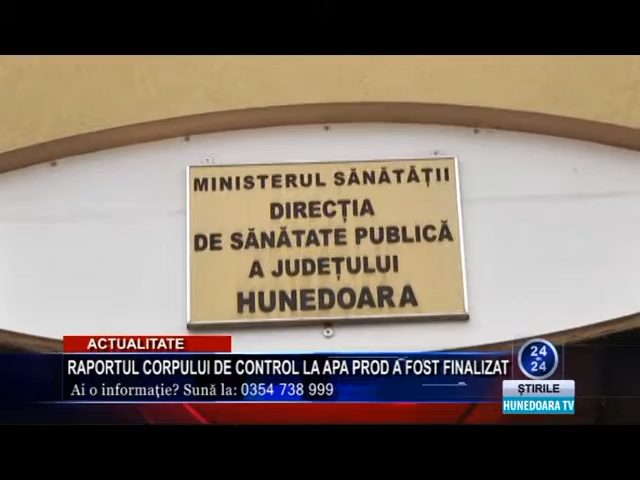 MINISTERUL SĂNĂTĂȚII
DIRECȚIA
DE SĂNĂTATE PUBLICĂ
A JUDEȚULUI
HUNEDOARA
ACTUALITATE
RAPORTUL CORPULUI DE CONTROL LA APA PROD A FOST FINALIZAT
Ai o informație? Sună la: 0354 738 999
24
24
ȘTIRILE
HUNEDOARA TV